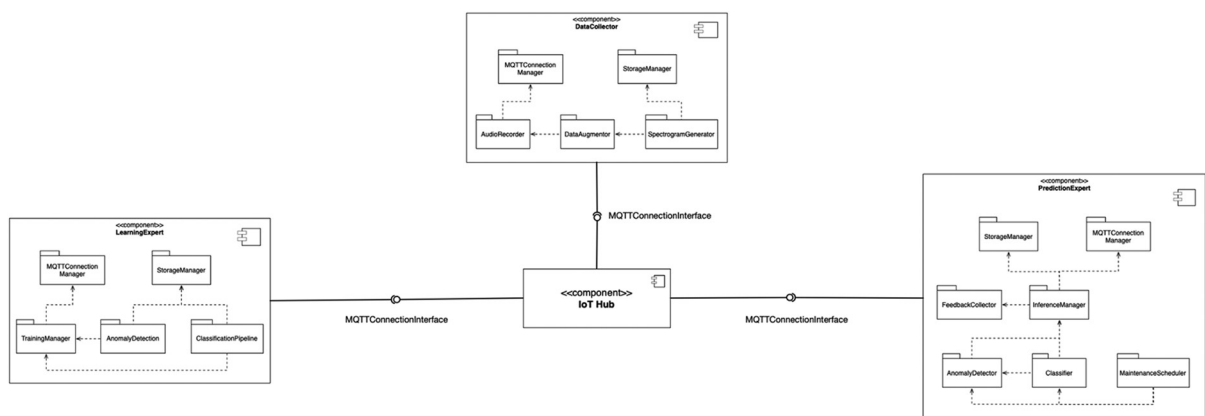 <<component>>
DataCollector
MQTTConnection
Manager
StorageManager
AudioRecorder
DataAugmentor
SpectrogramGenerator
MQTTConnectionInterface
<<component>>
LearningExpert
MQTTConnection
Manager
StorageManager
TrainingManager
AnomalyDetection
ClassificationPipeline
MQTTConnectionInterface
<<component>>
IoT Hub
MQTTConnectionInterface
<<component>>
PredictionExpert
StorageManager
MQTTConnection
Manager
FeedbackCollector
InferenceManager
AnomalyDetector
Classifier
MaintenanceScheduler